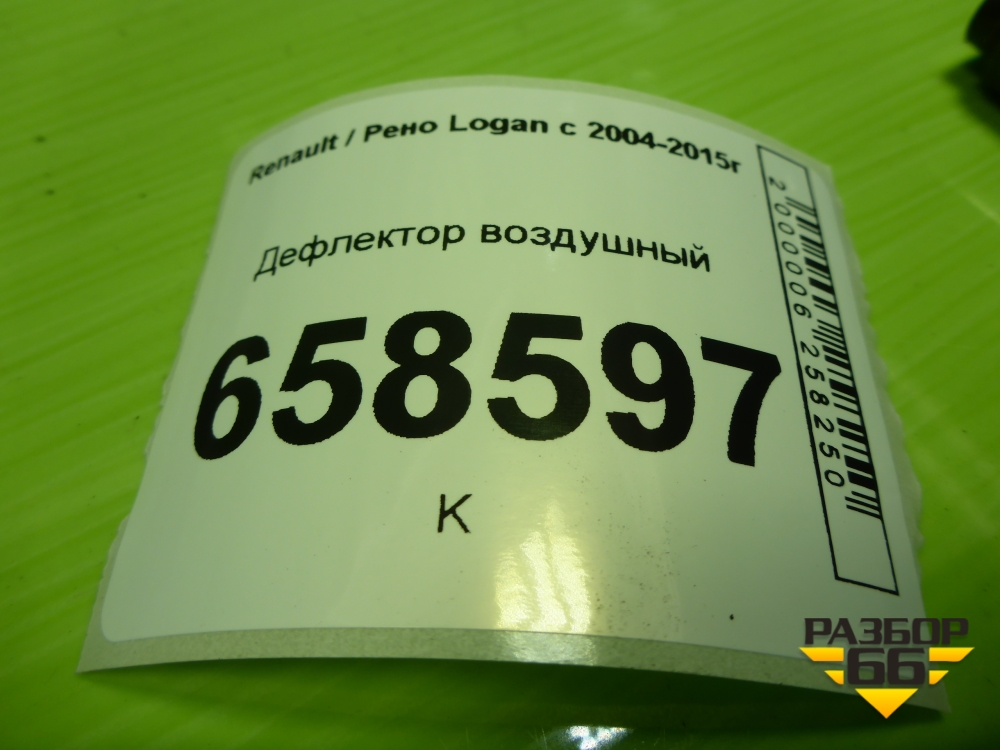 Renault / Рено Logan с 2004-2015г
Дефлектор воздушный
658597
К
2000006258250
РАЗБОР
66